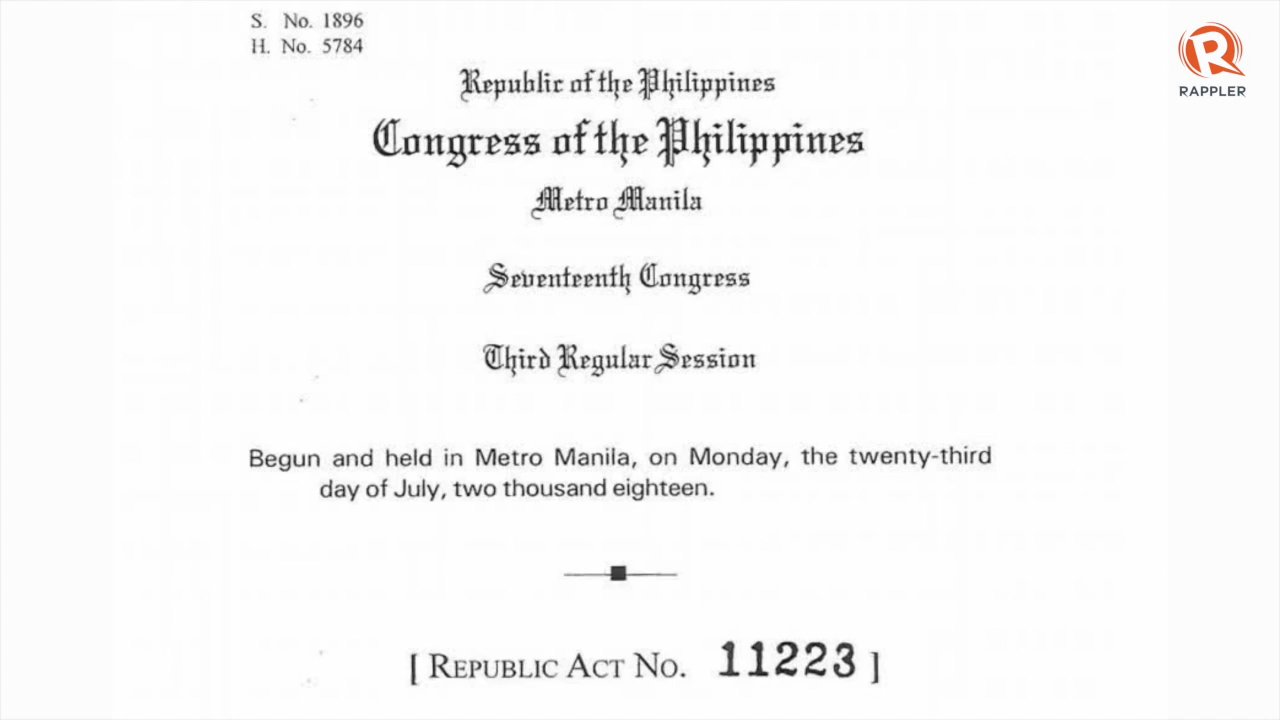 S. No. 1896
H. No. 5784
RAPPLER
Republic of the Philippines
Congress of the Philippines
Metro Manila
Seventeenth Congress
Third Regular Session
Begun and held in Metro Manila, on Monday, the twenty-third
day of July, two thousand eighteen.
[ REPUBLIC ACT NO. 11223 ]